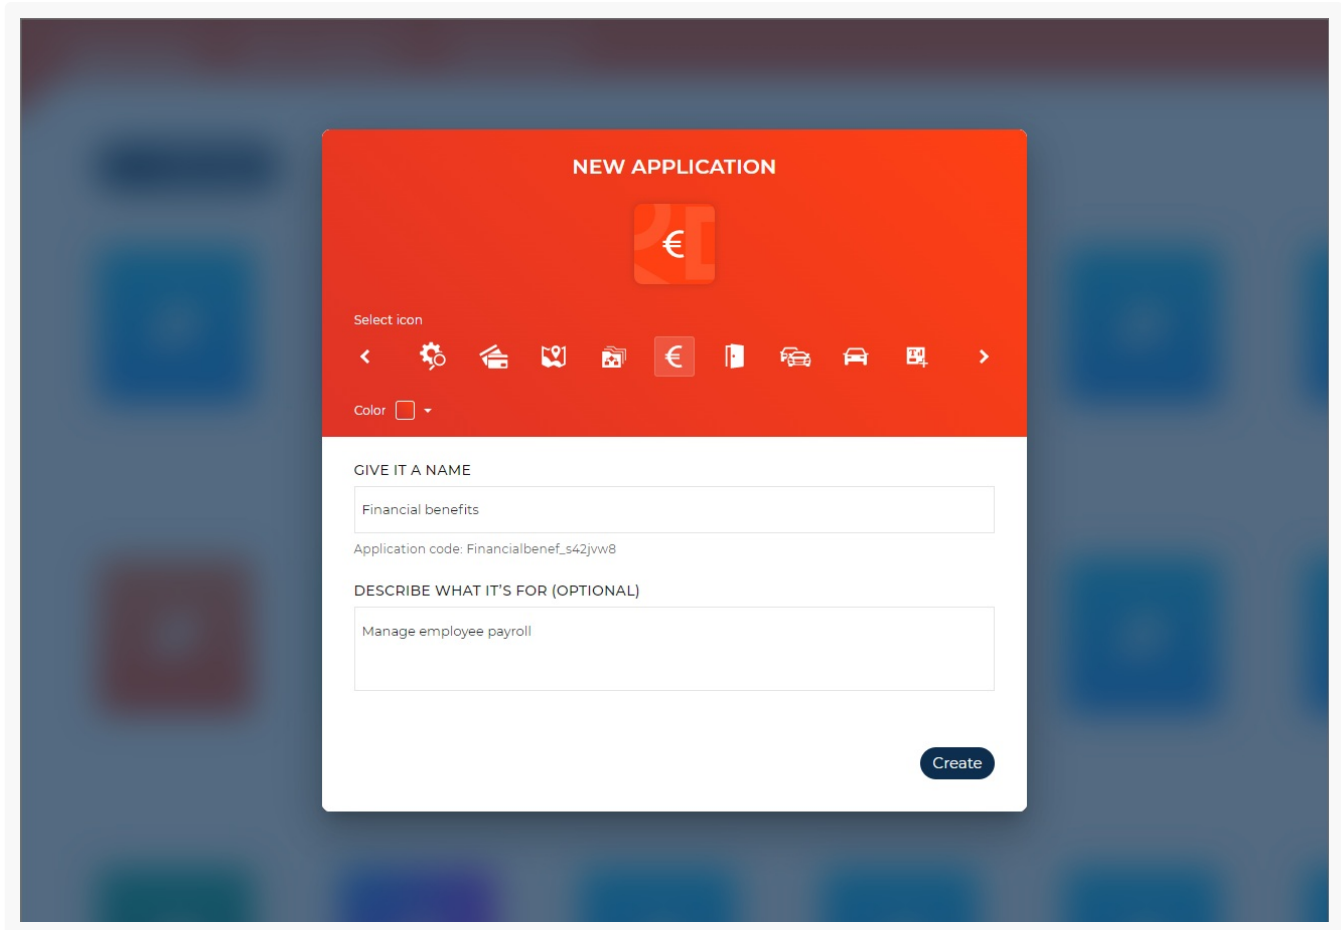 NEW APPLICATION
€
Select icon
€
Color
GIVE IT A NAME
Financial benefits
Application code: Financialbenef_s42jvw8
DESCRIBE WHAT IT'S FOR (OPTIONAL)
Manage employee payroll
Create